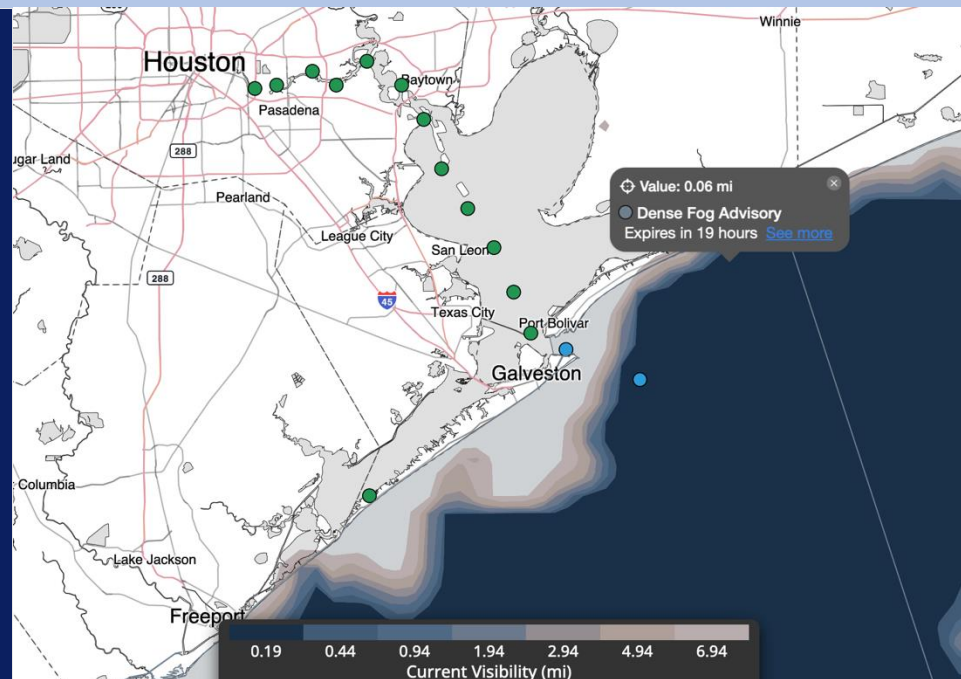 Winnie
Houston
Baytown
Pasadena
288
ugar Land
Value: 0.06 mi
Dense Fog Advisory
Expires in 19 hours See more
Pearland
League City
San Leon
288
45
Texas City
Port Bolivar
Galveston
Columbia
Lake Jackson
Freeport
0.19 0.44 0.94 1.94 2.94 4.94 6.94
Current Visibility (mi)